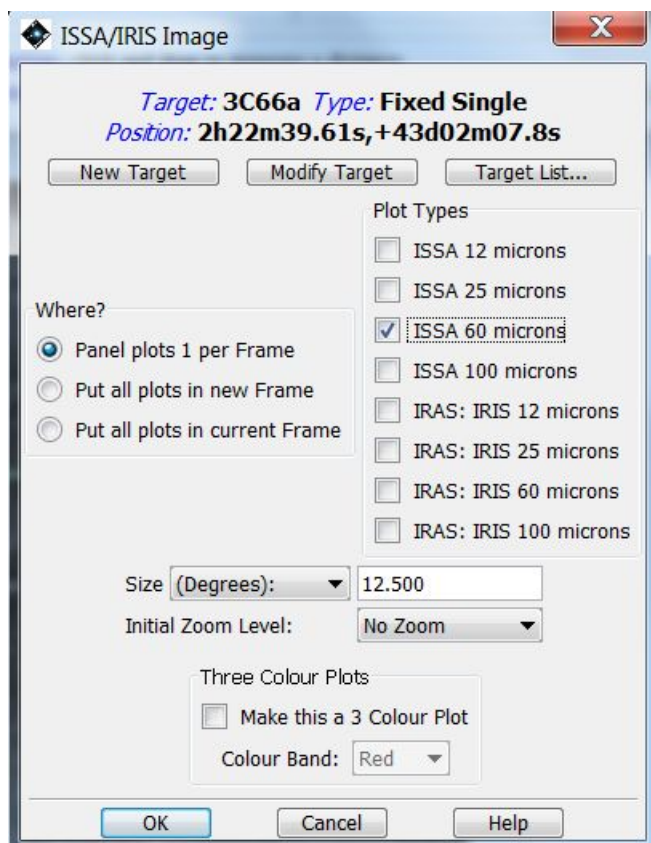 ISSA/IRIS Image
Target: 3C66a Type: Fixed Single
Position: 2h22m39.61s,+43d02m07.8s
New Target Modify Target Target List...
Plot Types
ISSA 12 microns
ISSA 25 microns
ISSA 60 microns
ISSA 100 microns
IRAS: IRIS 12 microns
IRAS: IRIS 25 microns
IRAS: IRIS 60 microns
IRAS: IRIS 100 microns
Where?
Panel plots 1 per Frame
Put all plots in new Frame
Put all plots in current Frame
Size (Degrees): 12.500
Initial Zoom Level: No Zoom
Three Colour Plots
Make this a 3 Colour Plot
Colour Band: Red
OK Cancel Help